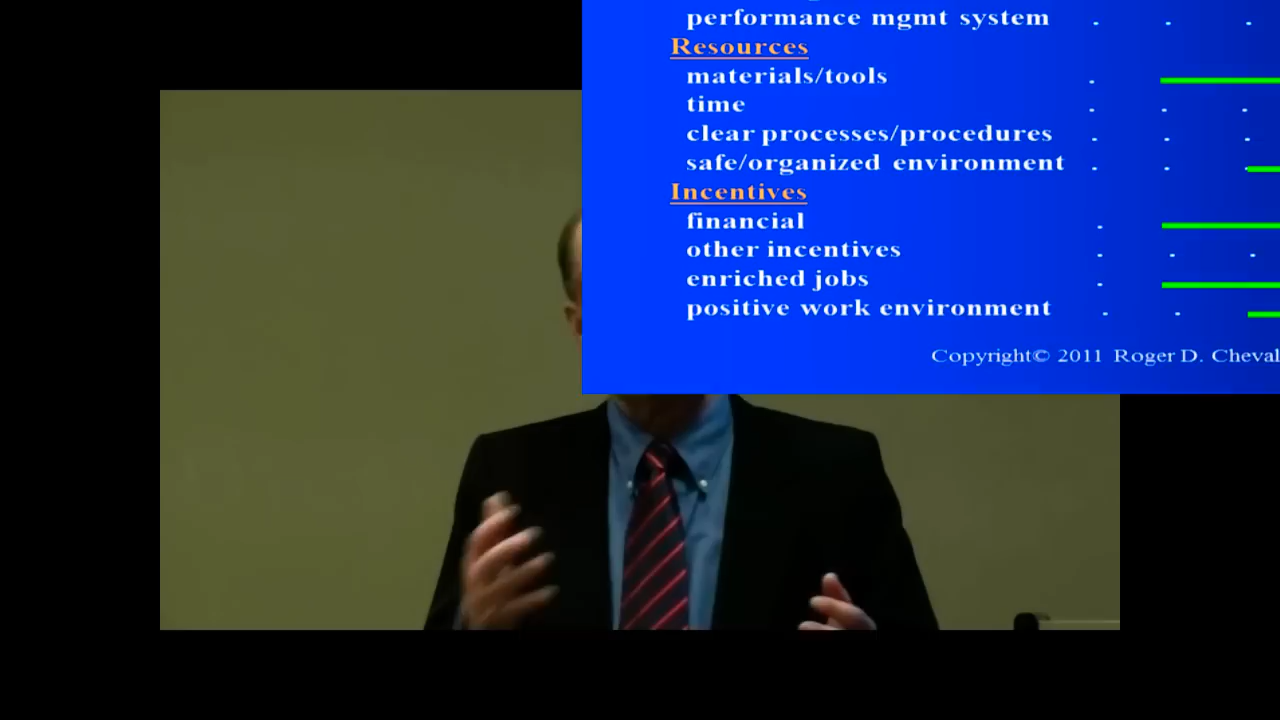 performance mgmt system
Resources
materials/tools
time
clear processes/procedures
safe/organized environment
Incentives
financial
other incentives
enriched jobs
positive work environment
Copyright© 2011 Roger D. Cheval